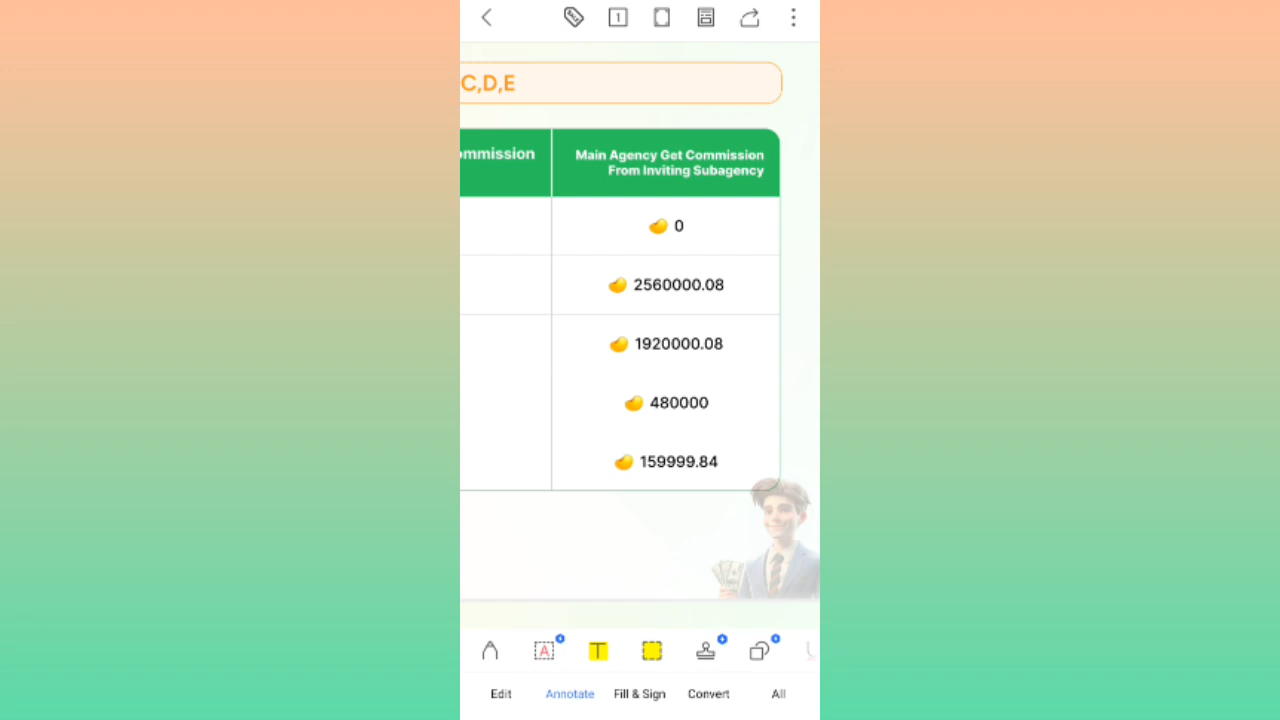 1
C,D,E
ommission
Main Agency Get Commission
From Inviting Subagency
0
2560000.08
1920000.08
480000
159999.84
A
T
Edit
Annotate
Fill & Sign
Convert
All